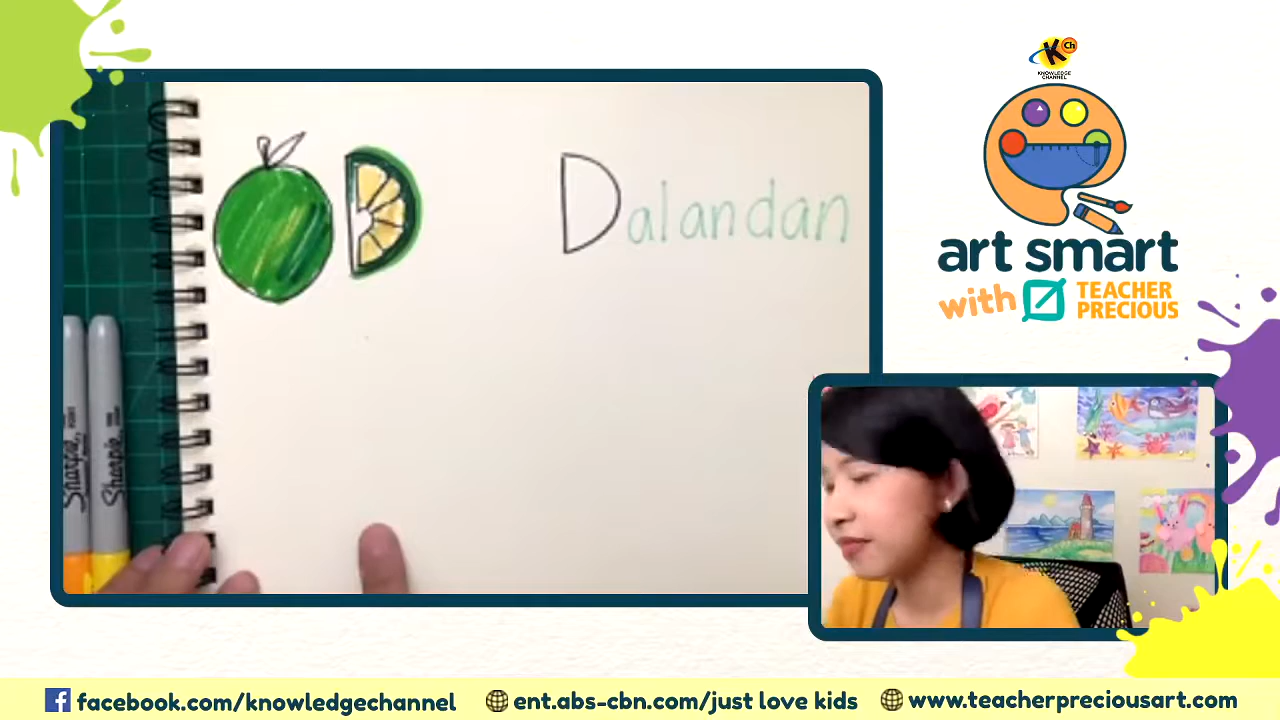 K Ch
KNOWLEDGE
CHANNEL
Dalandan
art smart
with TEACHER
PRECIOUS
Sharpie
Sharpie
facebook.com/knowledgechannel
ent.abs-cbn.com/just love kids
www.teacherpreciousart.com